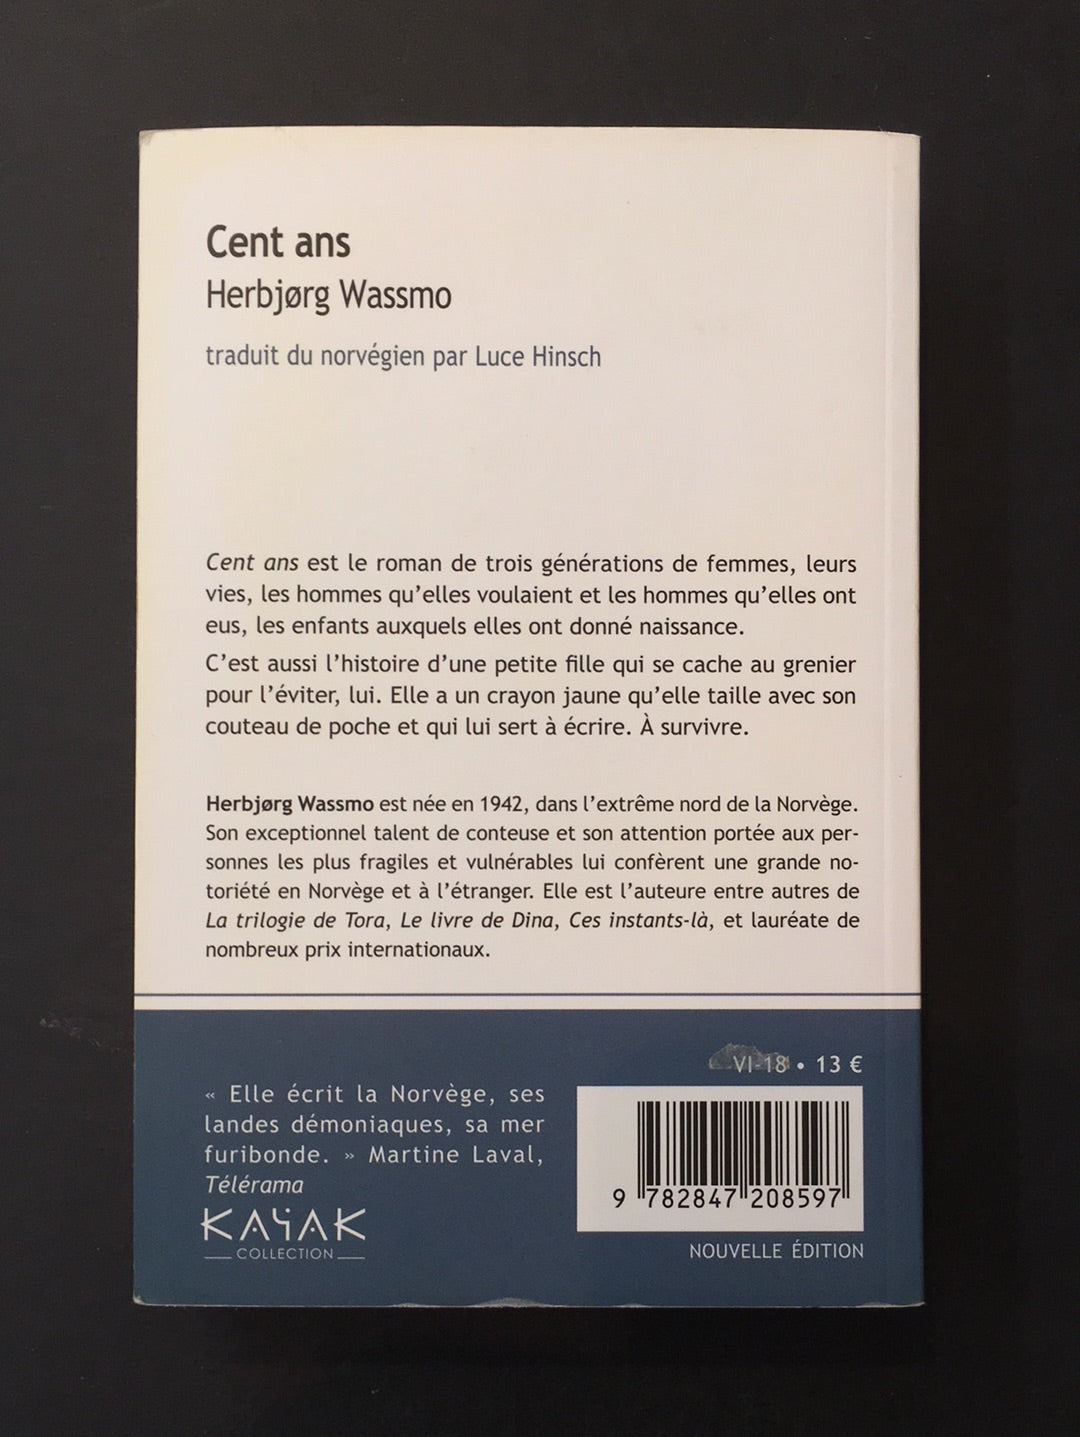 Cent ans
Herbjørg Wassmo
traduit du norvégien par Luce Hinsch
Cent ans est le roman de trois générations de femmes, leurs
vies, les hommes qu’elles voulaient et les hommes qu’elles ont
eus, les enfants auxquels elles ont donné naissance.
C’est aussi l’histoire d’une petite fille qui se cache au grenier
pour l’éviter, lui. Elle a un crayon jaune qu’elle taille avec son
couteau de poche et qui lui sert à écrire. À survivre.
Herbjørg Wassmo est née en 1942, dans l’extrême nord de la Norvège.
Son exceptionnel talent de conteuse et son attention portée aux per-
sonnes les plus fragiles et vulnérables lui confèrent une grande no-
toriété en Norvège et à l’étranger. Elle est l’auteure entre autres de
La trilogie de Tora, Le livre de Dina, Ces instants-là, et lauréate de
nombreux prix internationaux.
VI-18 • 13 €
« Elle écrit la Norvège, ses
landes démoniaques, sa mer
furibonde. » Martine Laval,
Télérama
KAYAK
COLLECTION
9 782847 208597
NOUVELLE ÉDITION